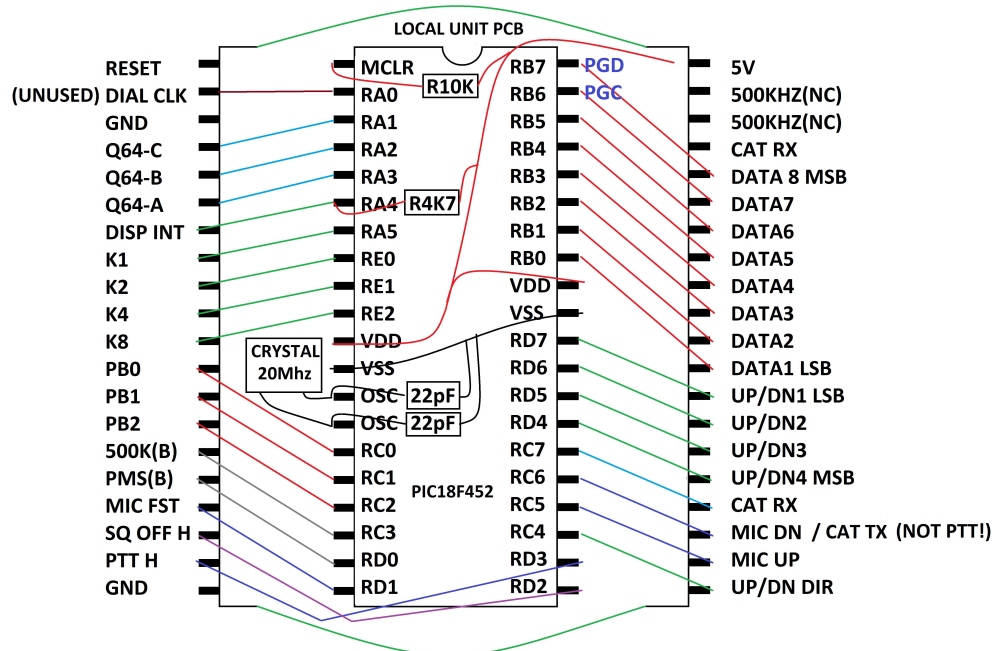 LOCAL UNIT PCB
RESET
(UNUSED) DIAL CLK
GND
Q64-C
Q64-B
Q64-A
DISP INT
K1
K2
K4
K8
PB0
PB1
PB2
500K(B)
PMS(B)
MIC FST
SQ OFF H
PTT H
GND
MCLR
RA0
RA1
RA2
RA3
RA4
RA5
RE0
RE1
RE2
VDD
VSS
OSC
OSC
RC0
RC1
RC2
RC3
RD0
RD1
R10K
R4K7
CRYSTAL
20Mhz
22pF
22pF
PIC18F452
RB7
RB6
RB5
RB4
RB3
RB2
RB1
RB0
VDD
VSS
RD7
RD6
RD5
RD4
RC7
RC6
RC5
RC4
RD3
RD2
PGD
PGC
5V
500KHZ(NC)
500KHZ(NC)
CAT RX
DATA 8 MSB
DATA7
DATA6
DATA5
DATA4
DATA3
DATA2
DATA1 LSB
UP/DN1 LSB
UP/DN2
UP/DN3
UP/DN4 MSB
CAT RX
MIC DN / CAT TX (NOT PTT!)
MIC UP
UP/DN DIR